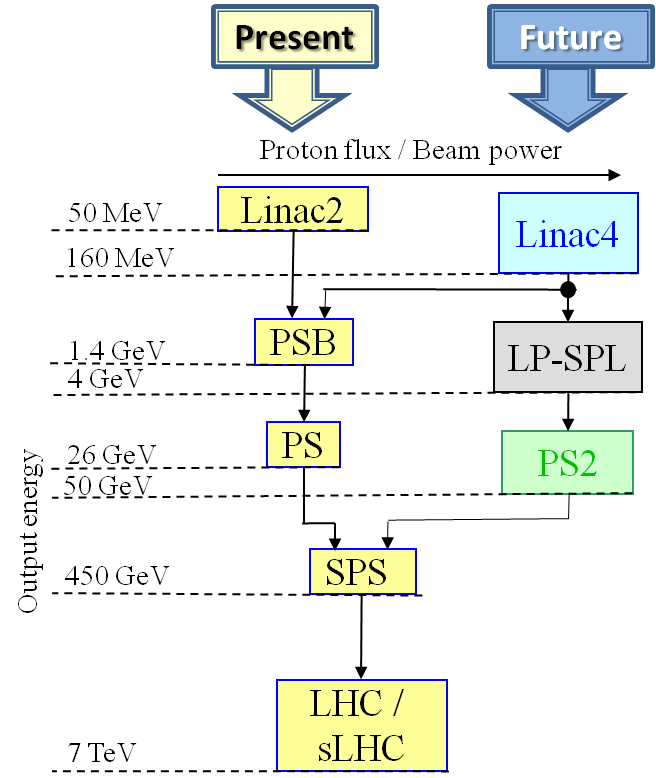 Present
Future
Proton flux / Beam power
50 MeV
Linac2
Linac4
160 MeV
PSB
LP-SPL
1.4 GeV
4 GeV
PS
PS2
26 GeV
50 GeV
Output energy
SPS
450 GeV
LHC /
sLHC
7 TeV